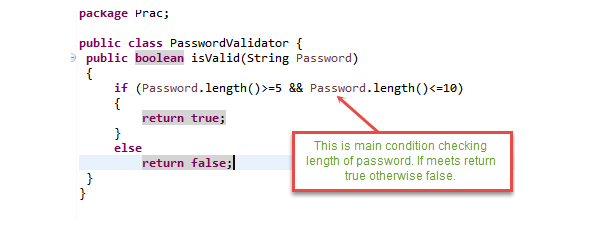 package Prac;
public class PasswordValidator {
public boolean isValid(String Password)
{
if (Password.length()>=5 && Password.length()<=10)
{
return true;
}
else
return false;
}
}
This is main condition checking
length of password. If meets return
true otherwise false.